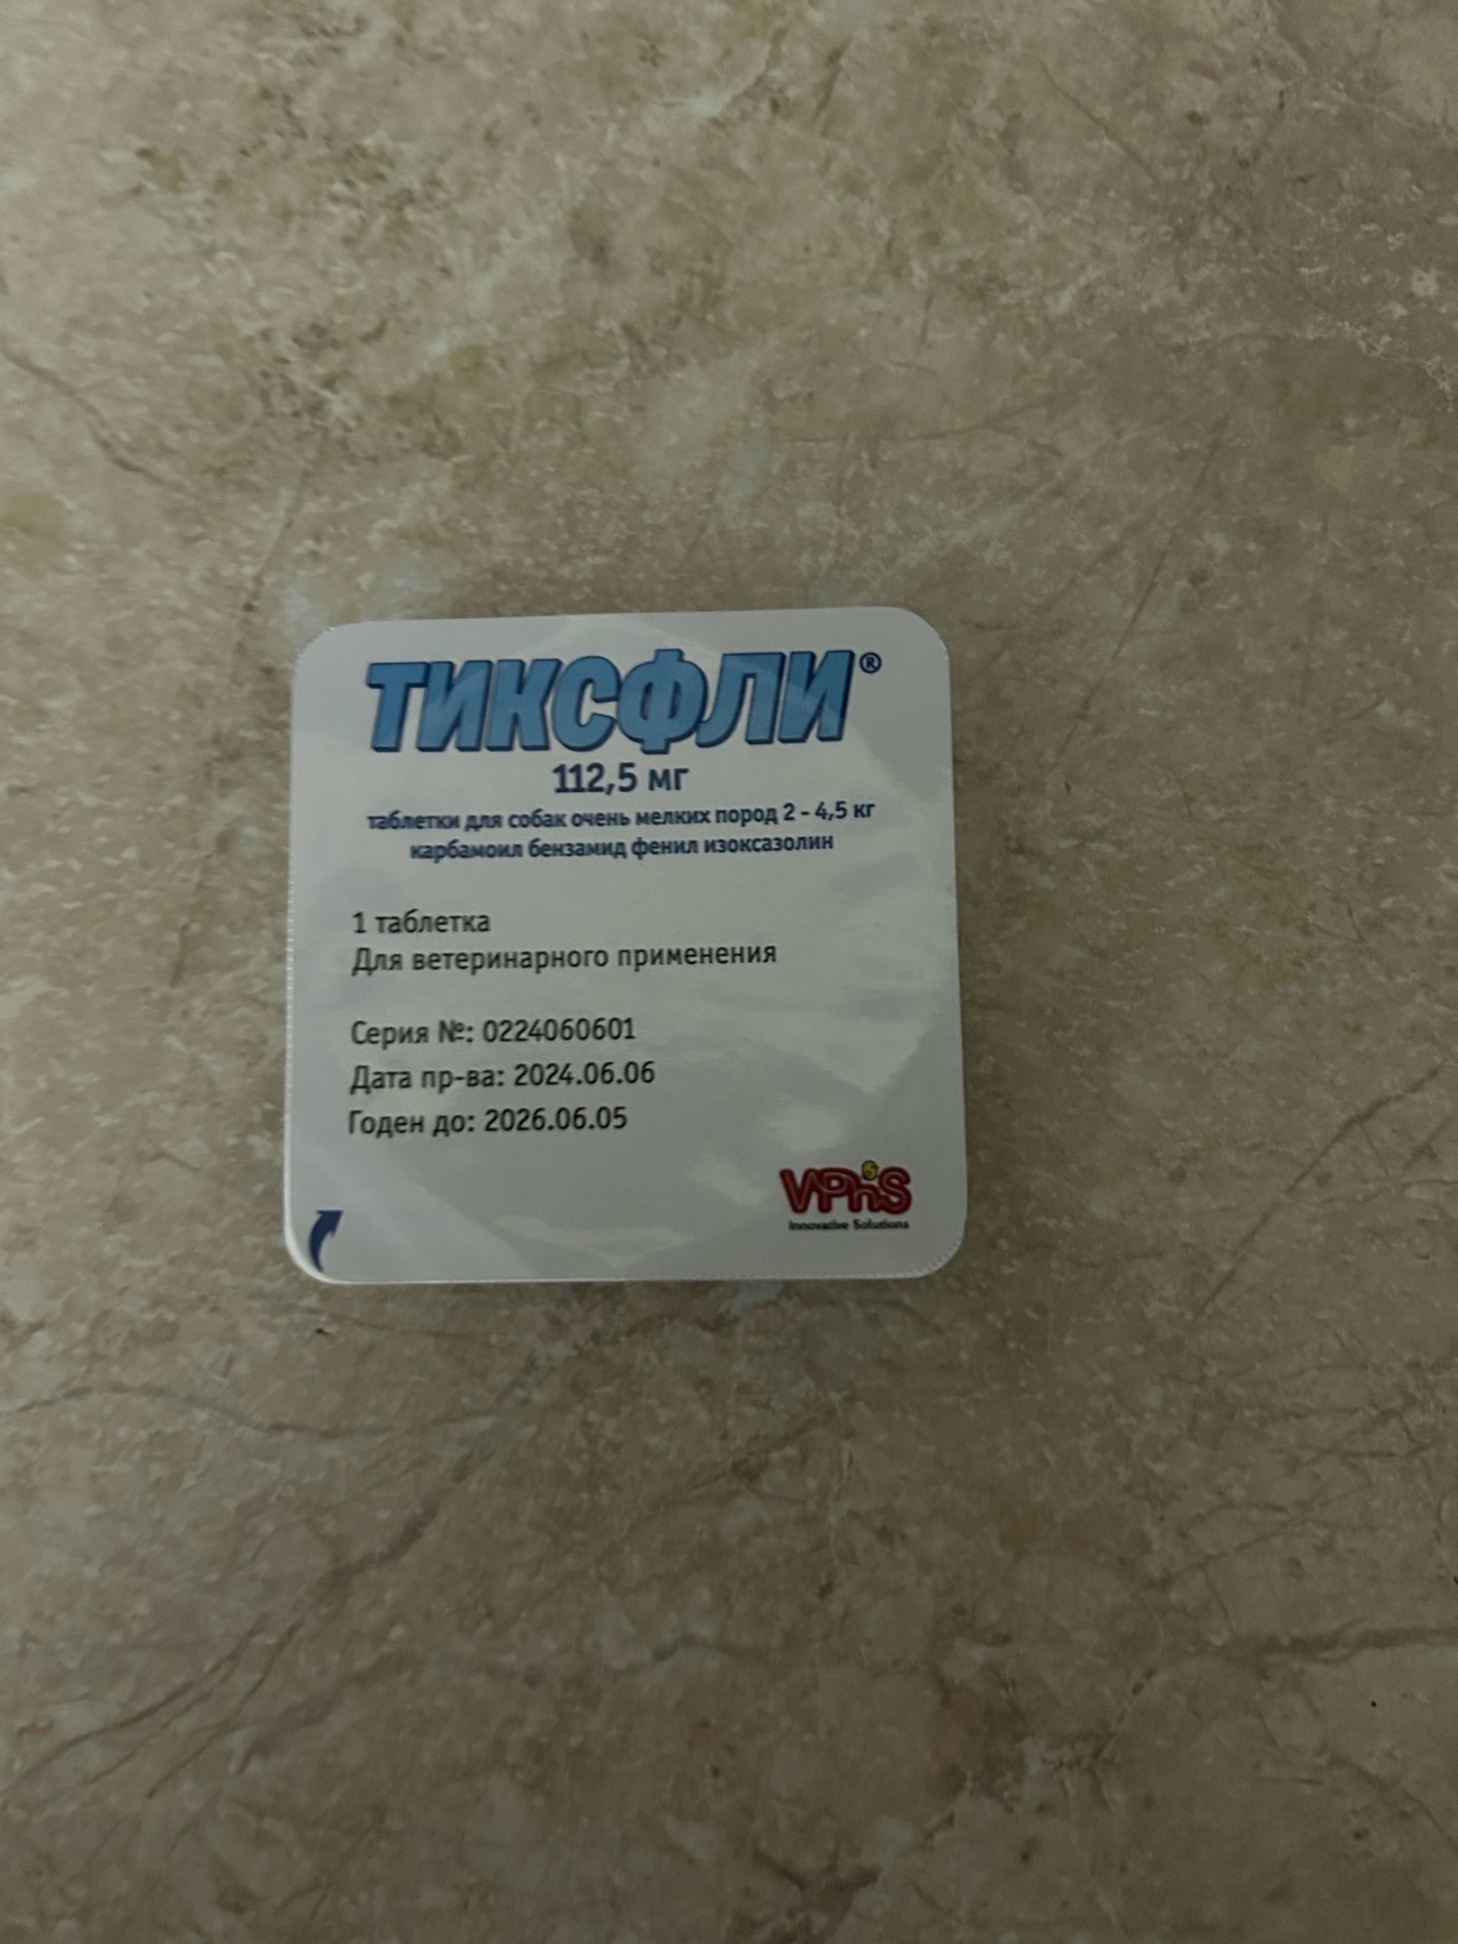 ТИКСФЛИ®
112,5 мг
таблетки для собак очень мелких пород 2 - 4,5 кг
карбамоил бензамид фенил изоксазолин
1 таблетка
Для ветеринарного применения
Серия №: 0224060601
Дата пр-ва: 2024.06.06
Годен до: 2026.06.05
VPhS
Innovative Solutions